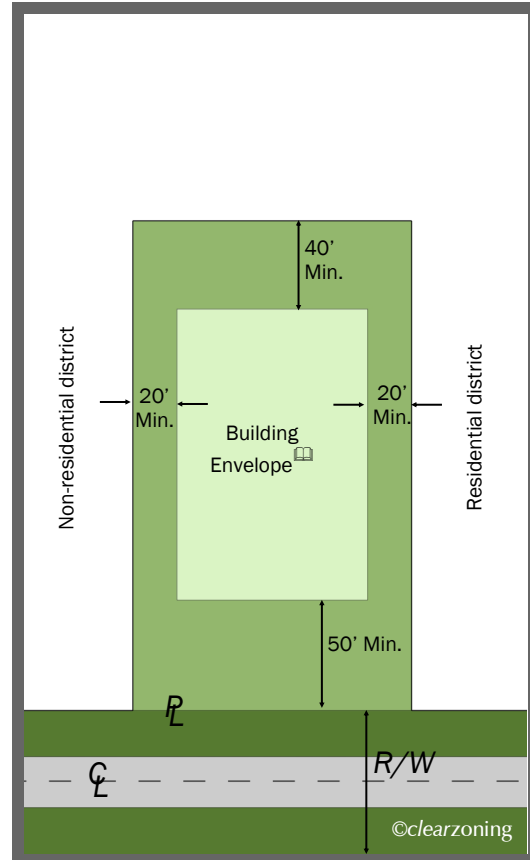 40’
Min.
Non-residential district
20’
Min.
Building
Envelope
20’
Min.
Residential district
50’ Min.
PL
CL
R/W
©clearzoning